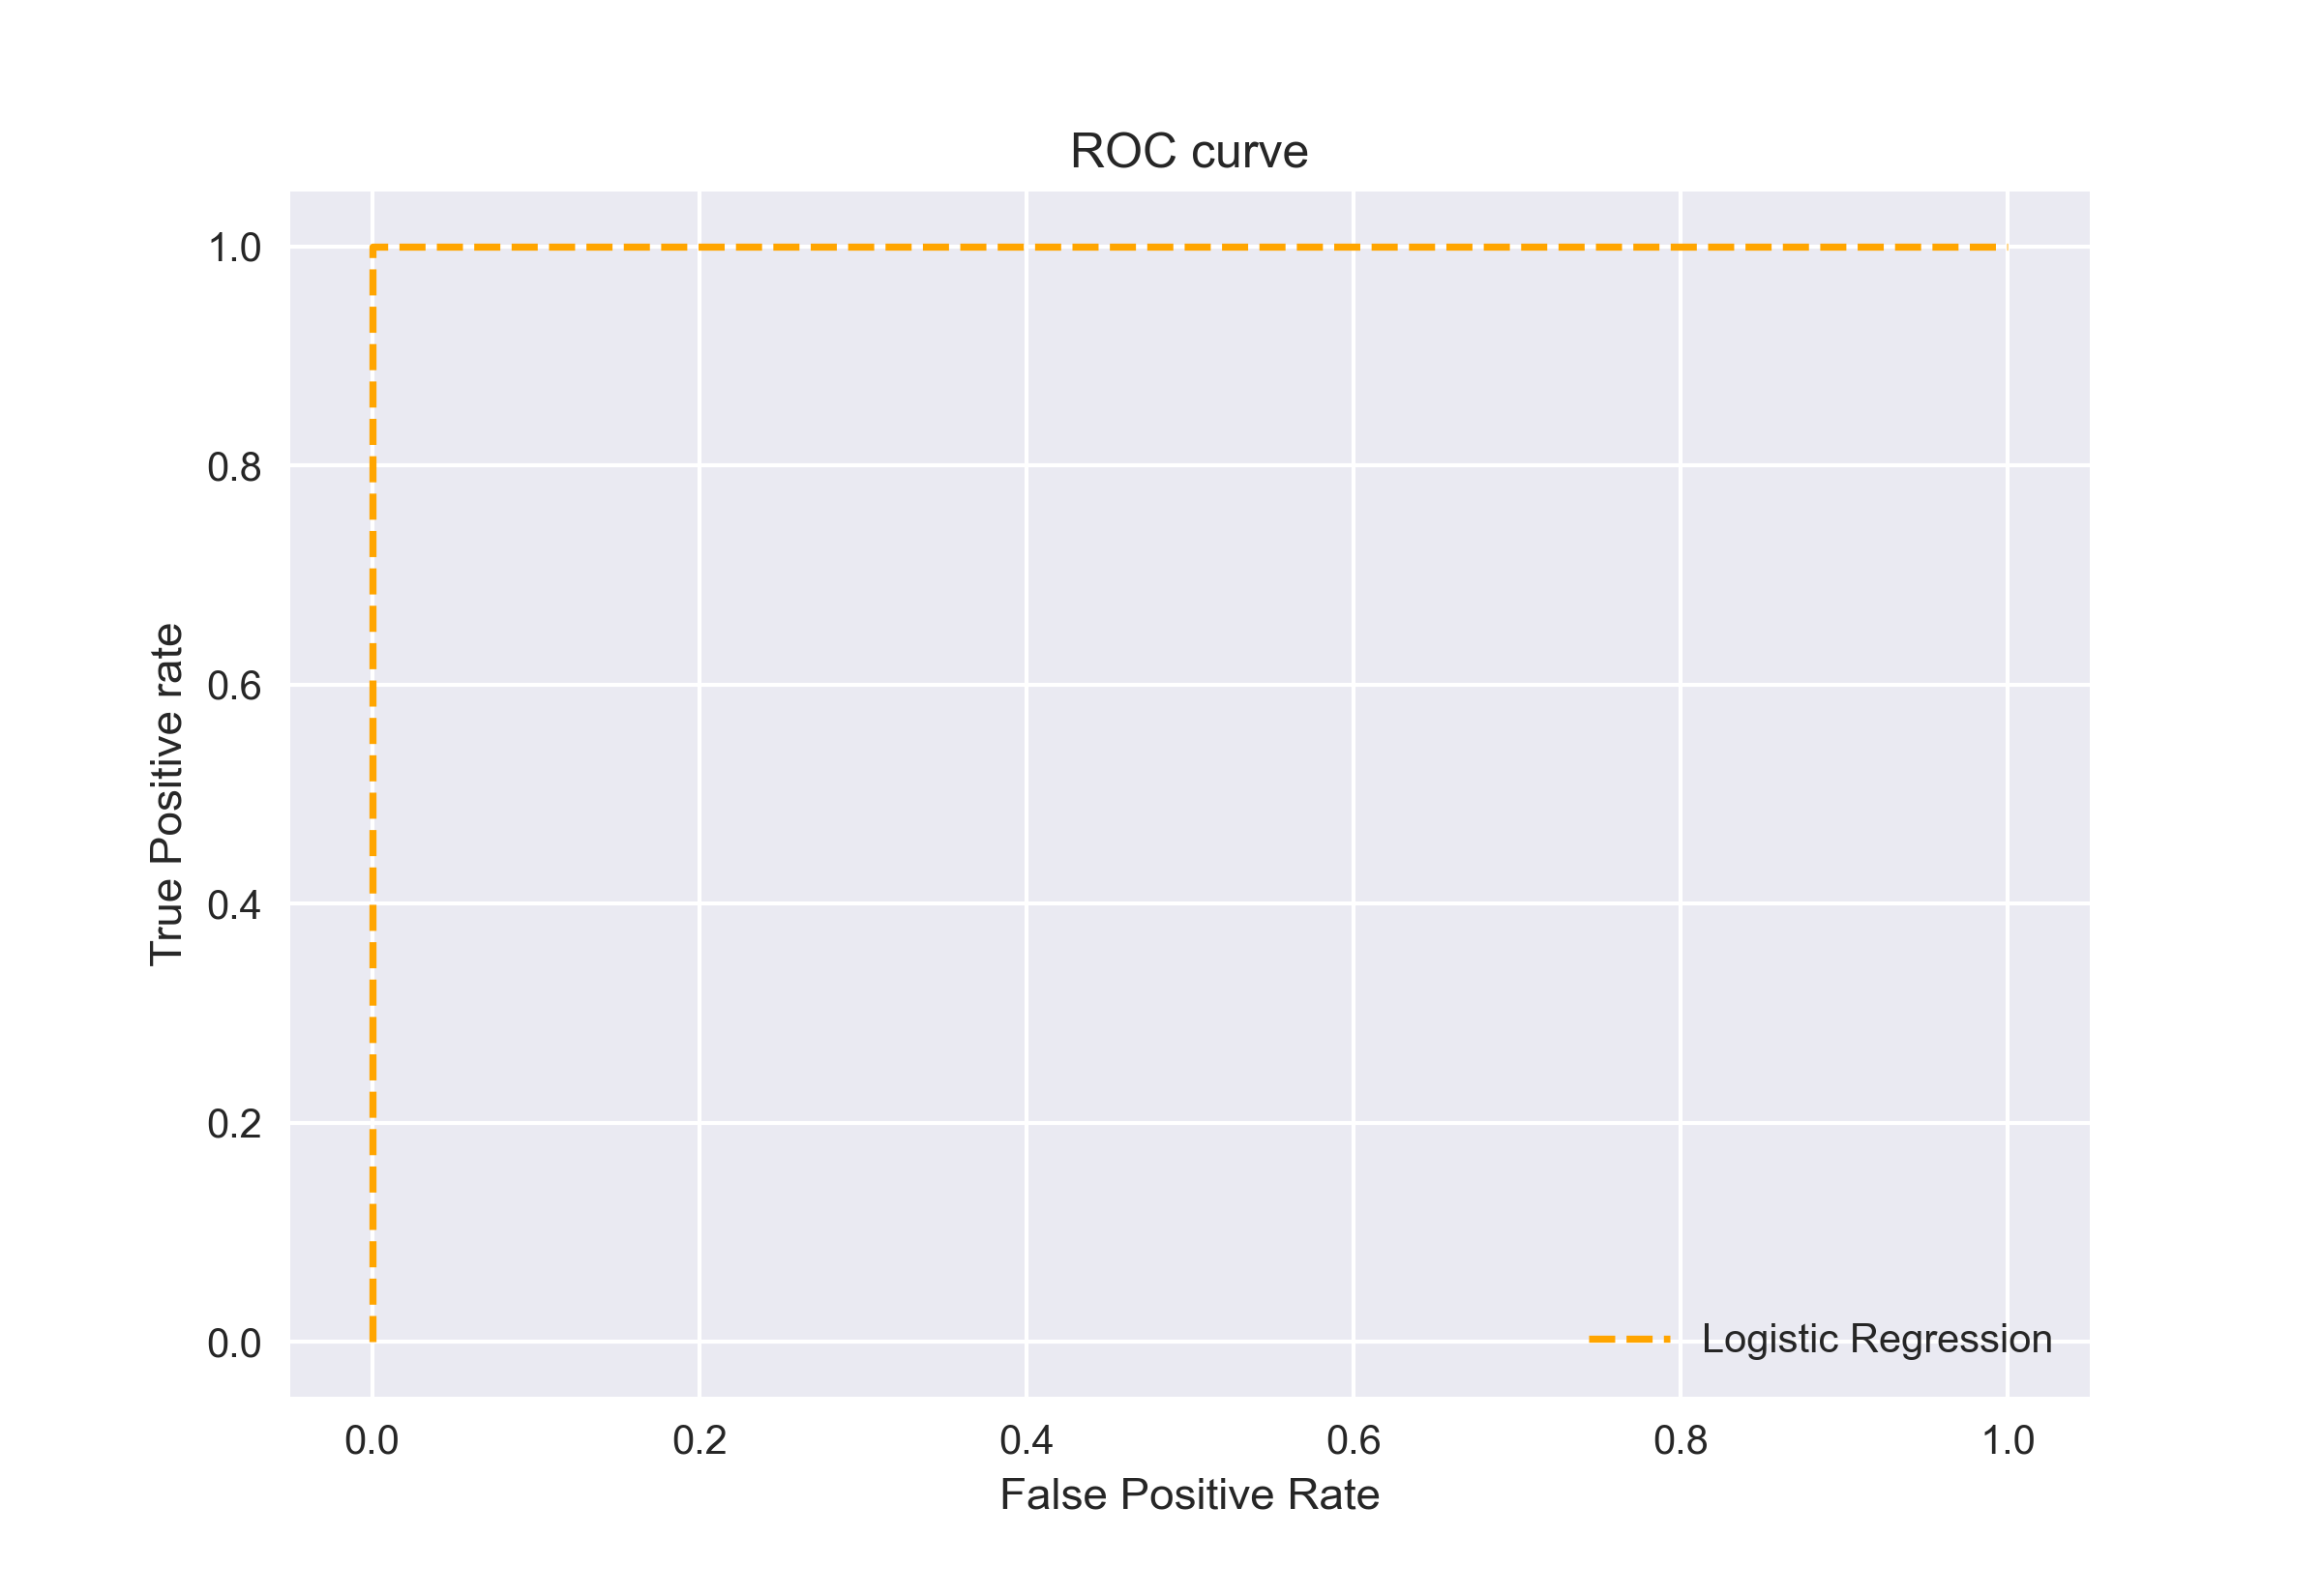 ROC curve
True Positive rate
1.0
0.8
0.6
0.4
0.2
0.0
Logistic Regression
0.0 0.2 0.4 0.6 0.8 1.0
False Positive Rate